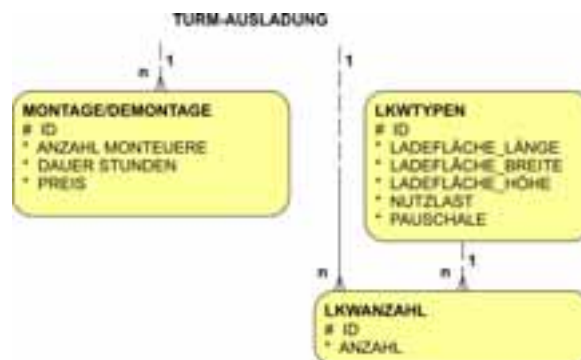 TURM-AUSLADUNG
1
n
1
MONTAGE/DEMONTAGE
# ID
* ANZAHL MONTEUERE
* DAUER STUNDEN
* PREIS
LKWTYPEN
# ID
* LADEFLÄCHE_LÄNGE
* LADEFLÄCHE_BREITE
* LADEFLÄCHE_HÖHE
* NUTZLAST
* PAUSCHALE
1
n
n
LKWANZAHL
# ID
* ANZAHL